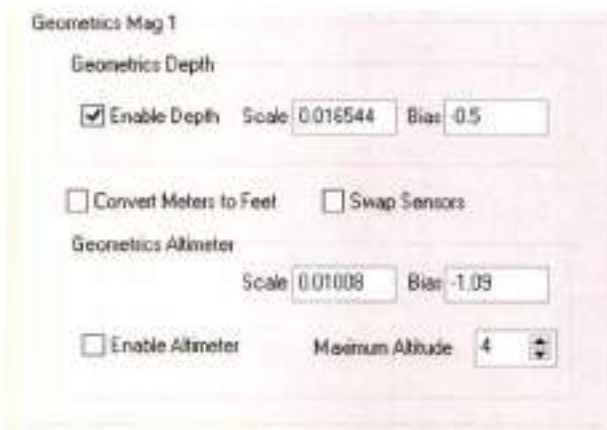 Geometrics Mag 1
Geometrics Depth
Enable Depth Scale 0.016544 Bias -0.5
Convert Meters to Feet Swap Sensors
Geometrics Altimeter
Scale 0.01008 Bias -1.09
Enable Altimeter Maximum Altitude 4